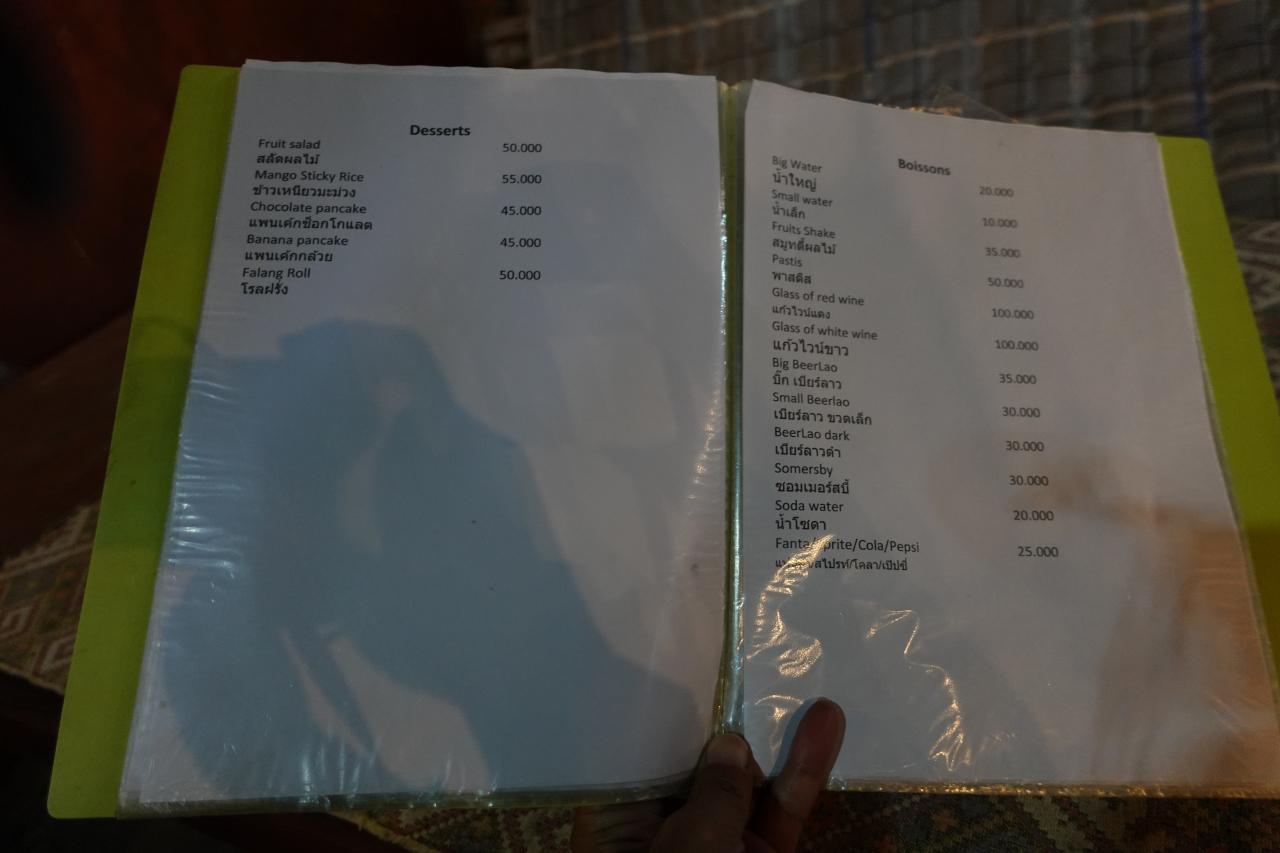 Desserts
Fruit salad 50.000
สลัดผลไม้
Mango Sticky Rice 55.000
ข้าวเหนียวมะม่วง
Chocolate pancake 45.000
แพนเค้กช็อกโกแลต
Banana pancake 45.000
แพนเค้กกล้วย
Falang Roll 50.000
โรลฝรั่ง
Boissons
Big Water 20.000
น้ำใหญ่
Small water 10.000
น้ำเล็ก
Fruits Shake 35.000
สมูทตี้ผลไม้
Pastis 50.000
พาสตีส
Glass of red wine 100.000
แก้วไวน์แดง
Glass of white wine 100.000
แก้วไวน์ขาว
Big BeerLao 35.000
บิ๊ก เบียร์ลาว
Small Beerlao 30.000
เบียร์ลาว ขวดเล็ก
BeerLao dark 30.000
เบียร์ลาวดำ
Somersby 30.000
ซอมเมอร์สบี้
Soda water 20.000
น้ำโซดา
Fanta/Sprite/Cola/Pepsi 25.000
สไปรท์/โคลา/เป๊ปซี่